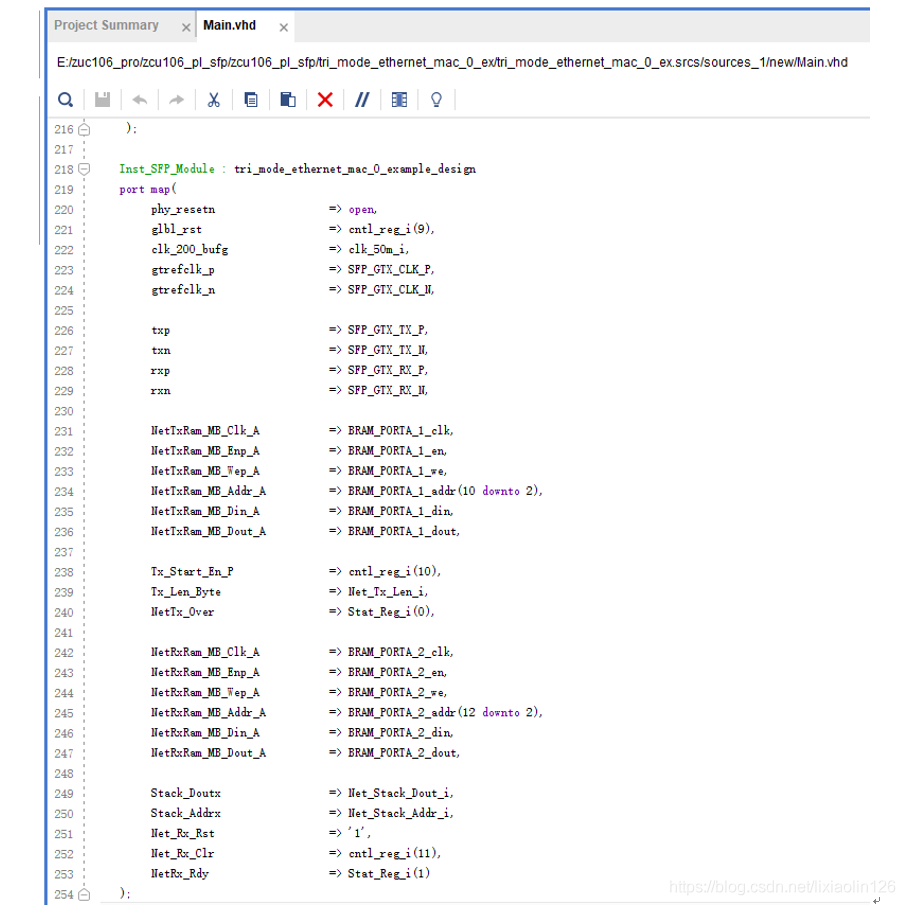 Project Summary × Main.vhd ×
E:/zuc106_pro/zcu106_pl_sfp/zcu106_pl_sfp/tri_mode_ethernet_mac_0_ex/tri_mode_ethernet_mac_0_ex.srcs/sources_1/new/Main.vhd
216 );
217
218 Inst_SFP_Module : tri_mode_ethernet_mac_0_example_design
219 port map(
220 phy_resetn => open,
221 glbl_rst => cntl_reg_i(9),
222 clk_200_bufg => clk_50m_i,
223 gtrefclk_p => SFP_GTX_CLK_P,
224 gtrefclk_n => SFP_GTX_CLK_N,
225
226 txp => SFP_GTX_TX_P,
227 txn => SFP_GTX_TX_N,
228 rxp => SFP_GTX_RX_P,
229 rxn => SFP_GTX_RX_N,
230
231 NetTxRam_MB_Clk_A => BRAM_PORTA_1_clk,
232 NetTxRam_MB_Enp_A => BRAM_PORTA_1_en,
233 NetTxRam_MB_Wep_A => BRAM_PORTA_1_we,
234 NetTxRam_MB_Addr_A => BRAM_PORTA_1_addr(10 downto 2),
235 NetTxRam_MB_Din_A => BRAM_PORTA_1_din,
236 NetTxRam_MB_Dout_A => BRAM_PORTA_1_dout,
237
238 Tx_Start_En_P => cntl_reg_i(10),
239 Tx_Len_Byte => Net_Tx_Len_i,
240 NetTx_Over => Stat_Reg_i(0),
241
242 NetRxRam_MB_Clk_A => BRAM_PORTA_2_clk,
243 NetRxRam_MB_Enp_A => BRAM_PORTA_2_en,
244 NetRxRam_MB_Wep_A => BRAM_PORTA_2_we,
245 NetRxRam_MB_Addr_A => BRAM_PORTA_2_addr(12 downto 2),
246 NetRxRam_MB_Din_A => BRAM_PORTA_2_din,
247 NetRxRam_MB_Dout_A => BRAM_PORTA_2_dout,
248
249 Stack_Doutx => Net_Stack_Dout_i,
250 Stack_Addrx => Net_Stack_Addr_i,
251 Net_Rx_Rst => '1',
252 Net_Rx_Clr => cntl_reg_i(11),
253 NetRx_Rdy => Stat_Reg_i(1)
254 );
https://blog.csdn.net/lixiaolin126